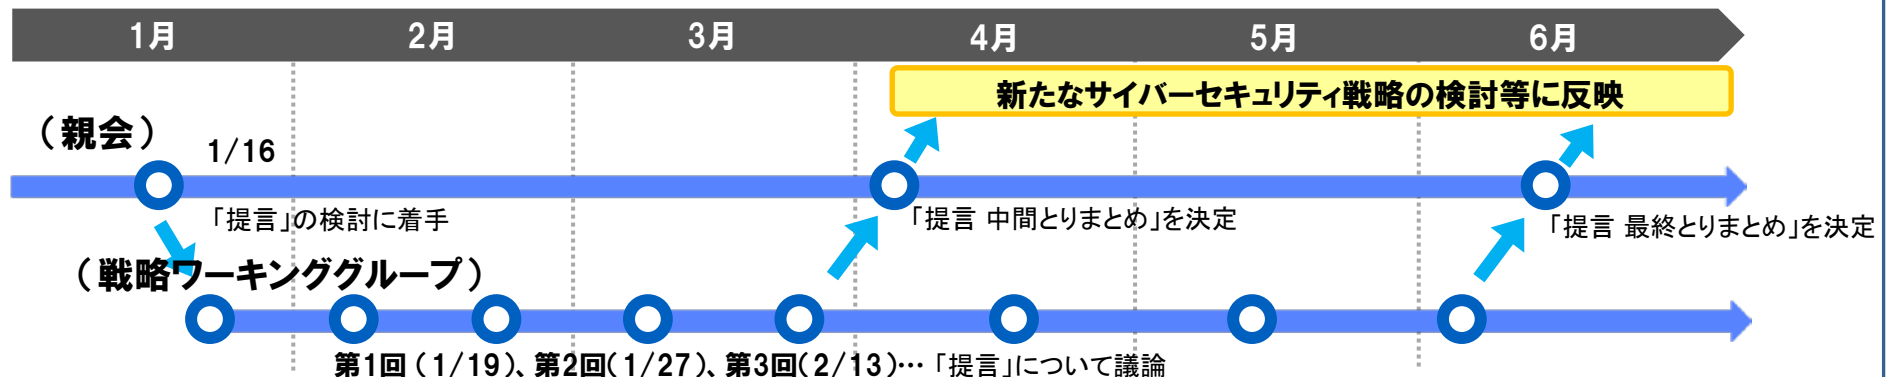 1月 2月 3月 4月 5月 6月
新たなサイバーセキュリティ戦略の検討等に反映
（親会）
1/16
「提言」の検討に着手
「提言 中間とりまとめ」を決定
「提言 最終とりまとめ」を決定
（戦略ワーキンググループ）
第1回（1/19）、第2回（1/27）、第3回（2/13）… 「提言」について議論